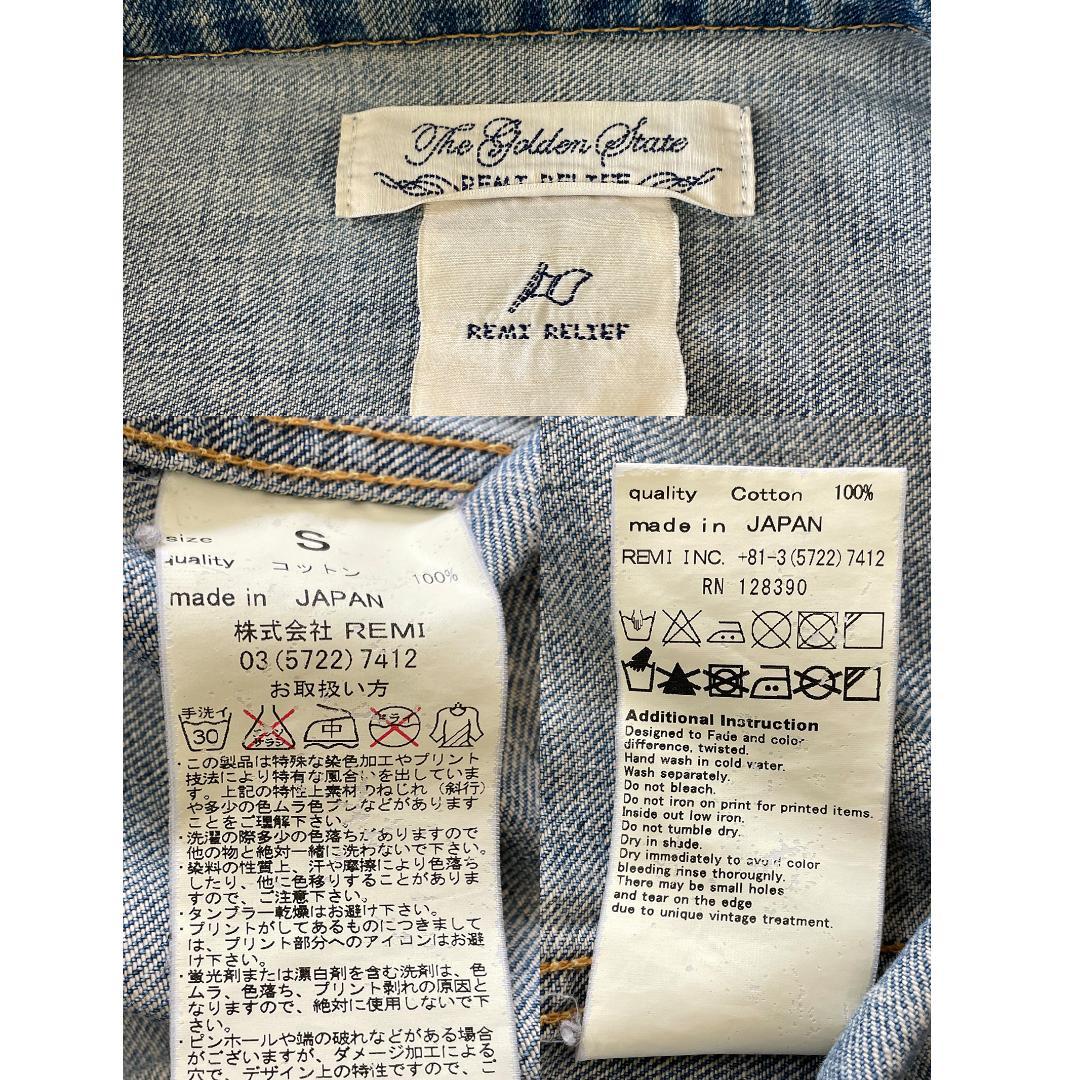 The Golden State
REMI RELIEF
REMI RELIEF
size S
quality コットン 100%
made in JAPAN
株式会社 REMI
03(5722)7412
お取扱い方
手洗イ
30
エンソ
サラシ
中
ドライ
・この製品は特殊な染色加工やプリント
技法により特有な風合いを出していま
す。上記の特性上素材のねじれ（斜行）
や多少の色ムラ色ブレなどがあります
ことをご理解下さい。
・洗濯の際多少の色落ちがありますので
他の物と絶対一緒に洗わないで下さい。
・染料の性質上、汗や摩擦により色落ち
したり、他に色移りすることがありま
すので、ご注意下さい。
・タンブラー乾燥はお避け下さい。
・プリントがしてあるものにつきまして
は、プリント部分へのアイロンはお避
け下さい。
・蛍光剤または漂白剤を含む洗剤は、色
ムラ、色落ち、プリント剥れの原因と
なりますので、絶対に使用しないで下
さい。
・ピンホールや端の破れなどがある場合
がございますが、ダメージ加工による
穴で、デザイン上の特性ですので、ご
quality Cotton 100%
made in JAPAN
REMI INC. +81-3(5722)7412
RN 128390
Additional Instruction
Designed to Fade and color
difference, twisted.
Hand wash in cold water.
Wash separately.
Do not bleach.
Do not iron on print for printed items.
Inside out low iron.
Do not tumble dry.
Dry in shade.
Dry immediately to avoid color
bleeding rinse thoroughly.
There may be small holes
and tear on the edge
due to unique vintage treatment.